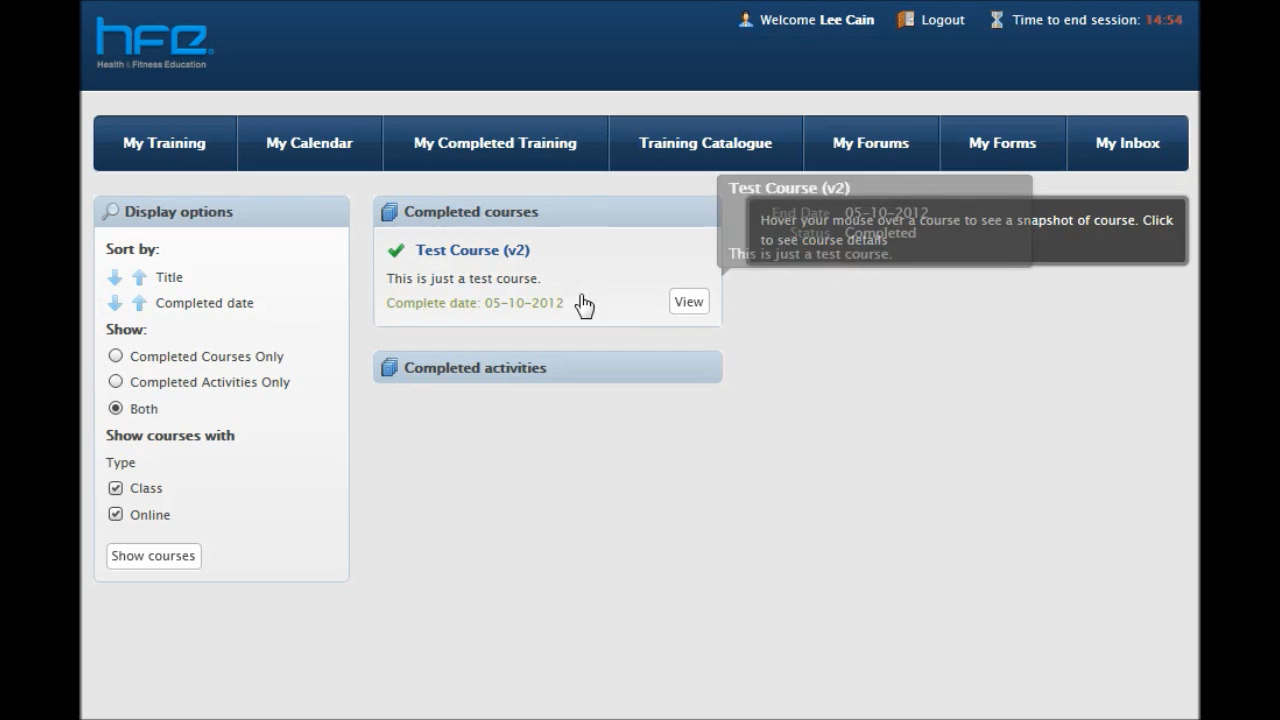 hfe
Health & Fitness Education
Welcome Lee Cain
Logout
Time to end session: 14:54
My Training
My Calendar
My Completed Training
Training Catalogue
My Forums
My Forms
My Inbox
Display options
Sort by:
Title
Completed date
Show:
Completed Courses Only
Completed Activities Only
Both
Show courses with
Type
Class
Online
Show courses
Completed courses
Test Course (v2)
This is just a test course.
Complete date: 05-10-2012
View
Completed activities
Test Course (v2)
End Date 05-10-2012
Status Completed
This is just a test course.
Hover your mouse over a course to see a snapshot of course. Click
to see course details